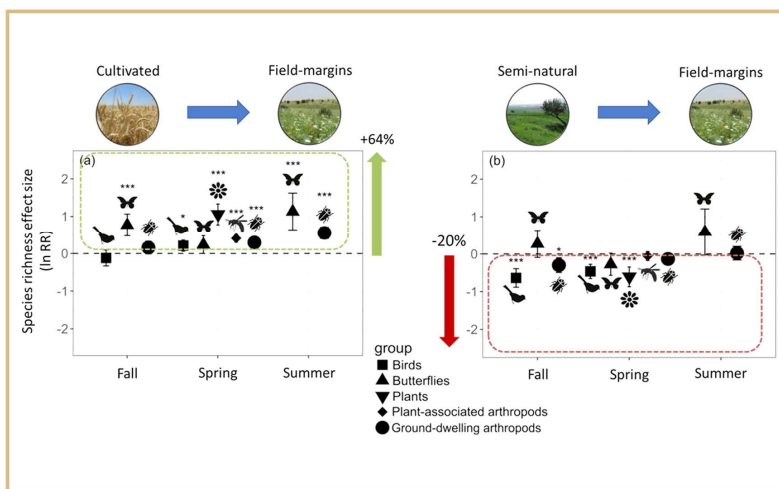 Cultivated
Field-margins
Semi-natural
Field-margins
+64%
(a)
(b)
-20%
Species richness effect size
(ln RR)
2
1
0
-1
-2
***
*
***
***
***
***
***
2
1
0
-1
-2
***
*
***
***
Fall
Spring
Summer
Fall
Spring
Summer
group
Birds
Butterflies
Plants
Plant-associated arthropods
Ground-dwelling arthropods